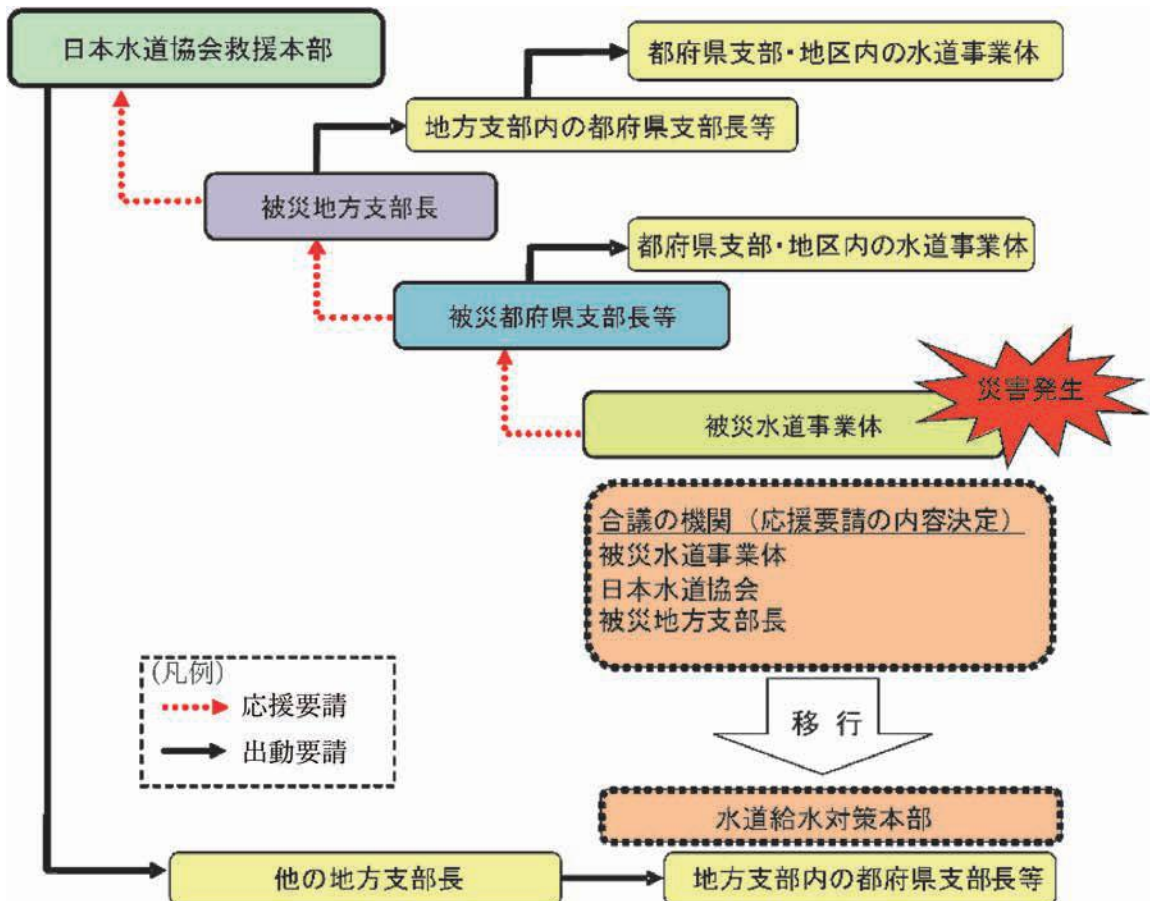 日本水道協会救援本部
都府県支部・地区内の水道事業体
地方支部内の都府県支部長等
被災地方支部長
都府県支部・地区内の水道事業体
被災都府県支部長等
災害発生
被災水道事業体
合議の機関（応援要請の内容決定）
被災水道事業体
日本水道協会
被災地方支部長
(凡例)
応援要請
出動要請
移行
水道給水対策本部
他の地方支部長
地方支部内の都府県支部長等